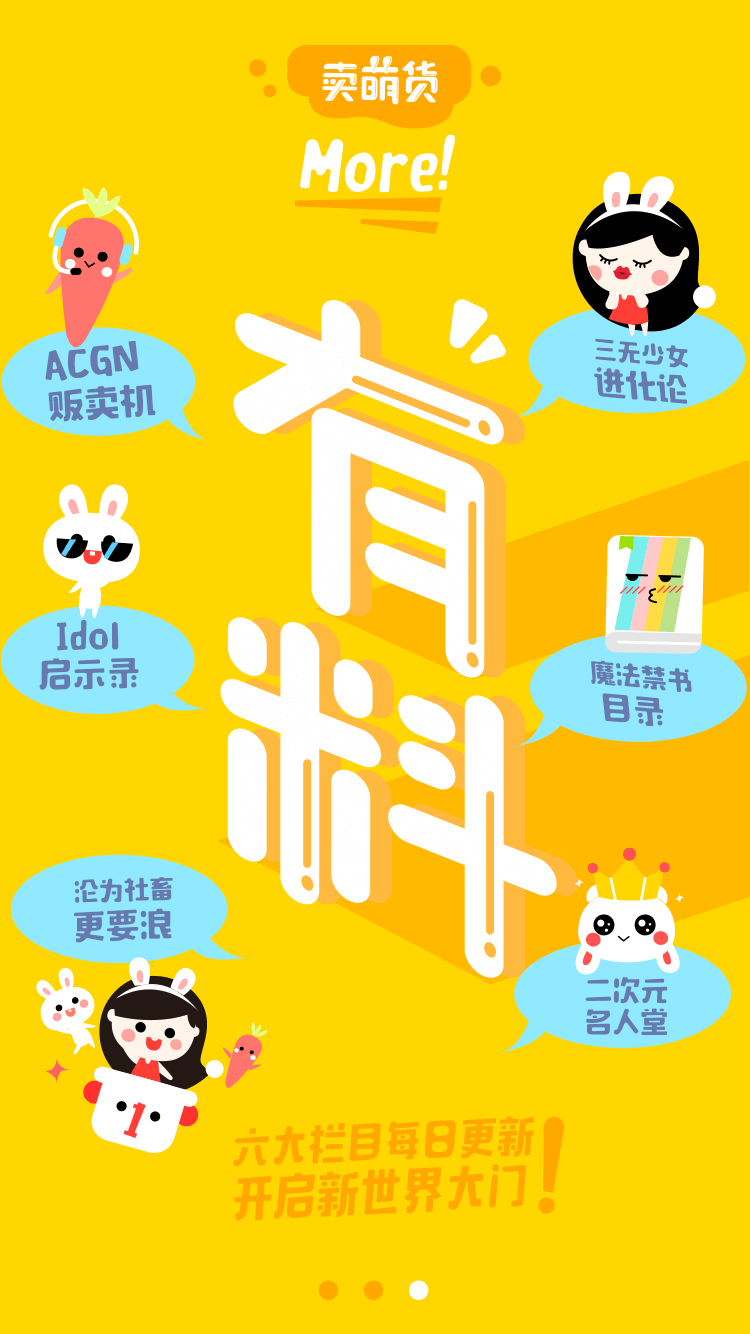 卖萌货
More!
ACGN
贩卖机
三无少女
进化论
有
料
Idol
启示录
魔法禁书
目录
沦为社畜
更要浪
二次元
名人堂
1
六大栏目每日更新
开启新世界大门!